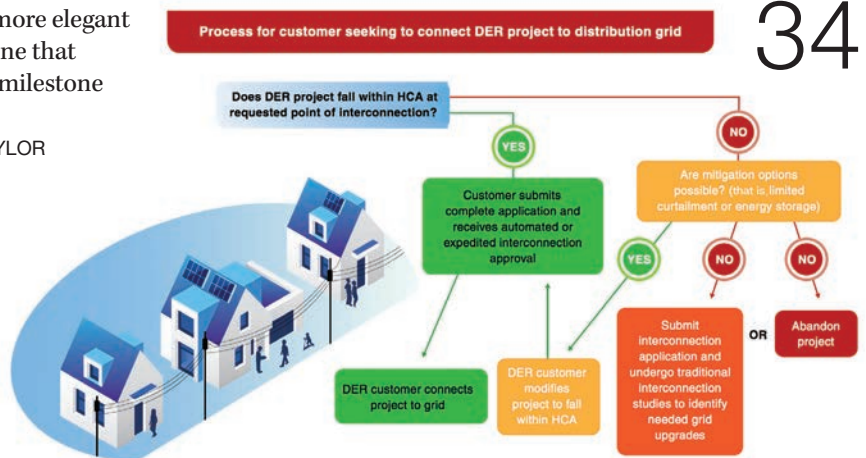 more elegant
ne that
milestone
YLOR
Process for customer seeking to connect DER project to distribution grid
34
Does DER project fall within HCA at
requested point of interconnection?
YES
NO
Customer submits
complete application and
receives automated or
expedited interconnection
approval
Are mitigation options
possible? (that is, limited
curtailment or energy storage)
YES
NO
NO
DER customer connects
project to grid
DER customer
modifies
project to fall
within HCA
Submit
interconnection
application and
undergo traditional
interconnection
studies to identify
needed grid
upgrades
OR
Abandon
project